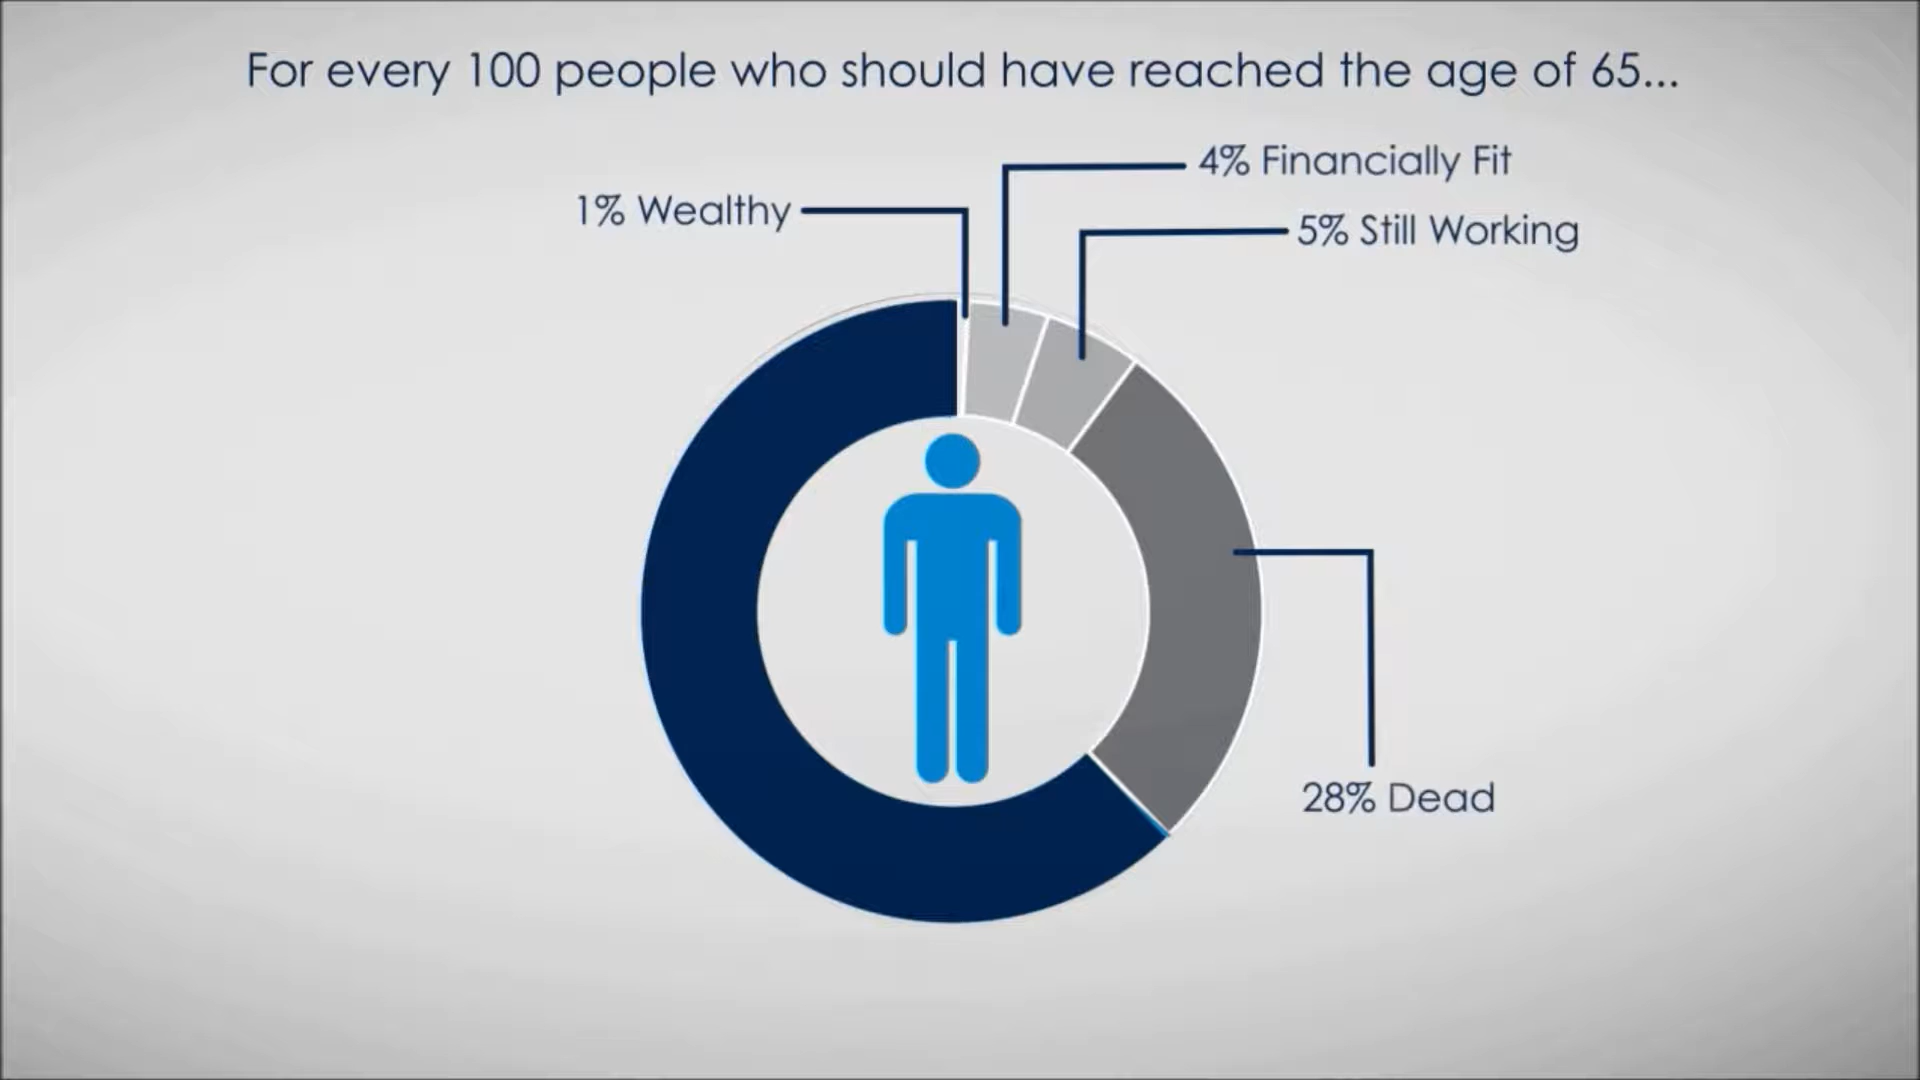 For every 100 people who should have reached the age of 65...
4% Financially Fit
1% Wealthy
5% Still Working
28% Dead